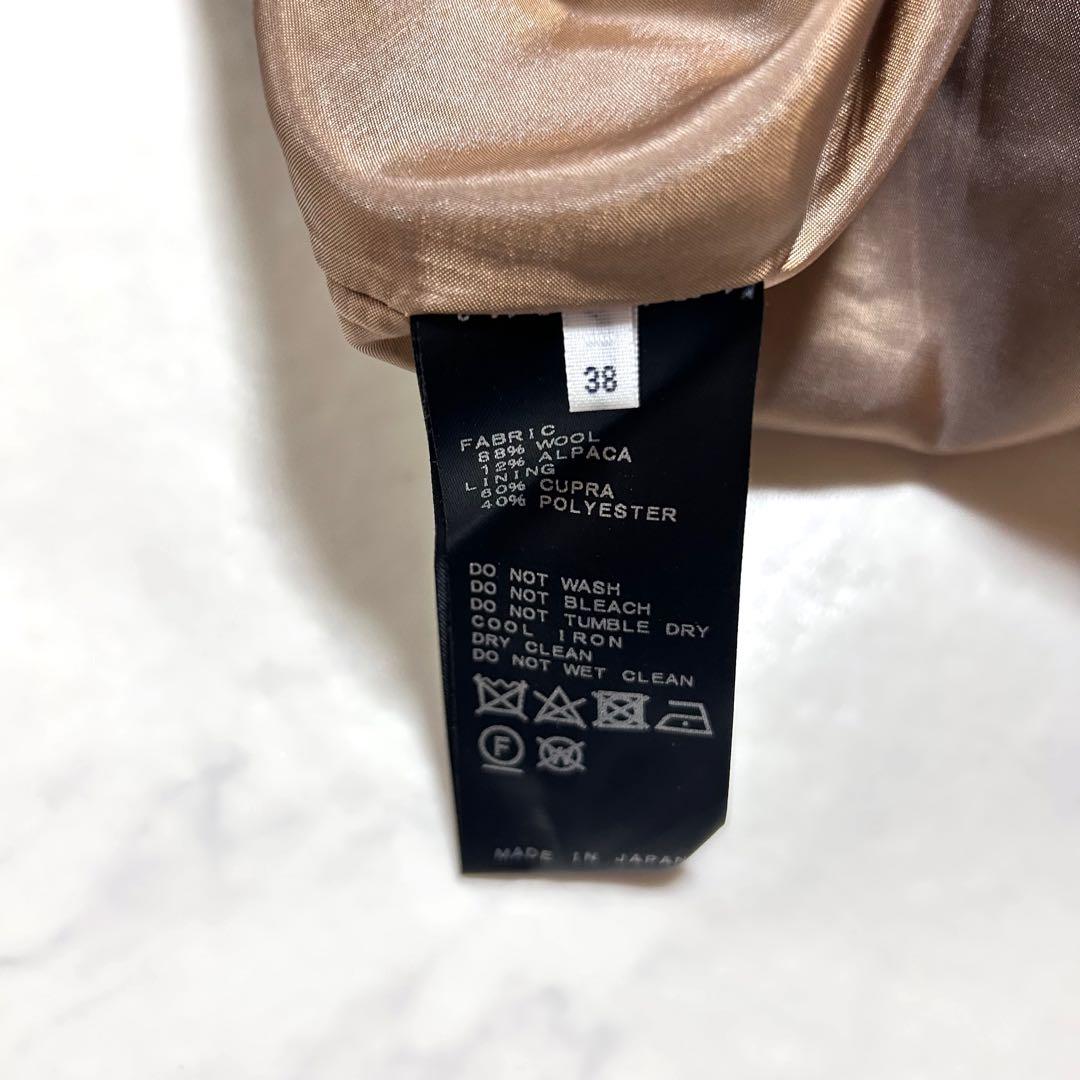 38
FABRIC
88% WOOL
12% ALPACA
LINING
60% CUPRA
40% POLYESTER
DO NOT WASH
DO NOT BLEACH
DO NOT TUMBLE DRY
COOL IRON
DRY CLEAN
DO NOT WET CLEAN
F W
MADE IN JAPAN